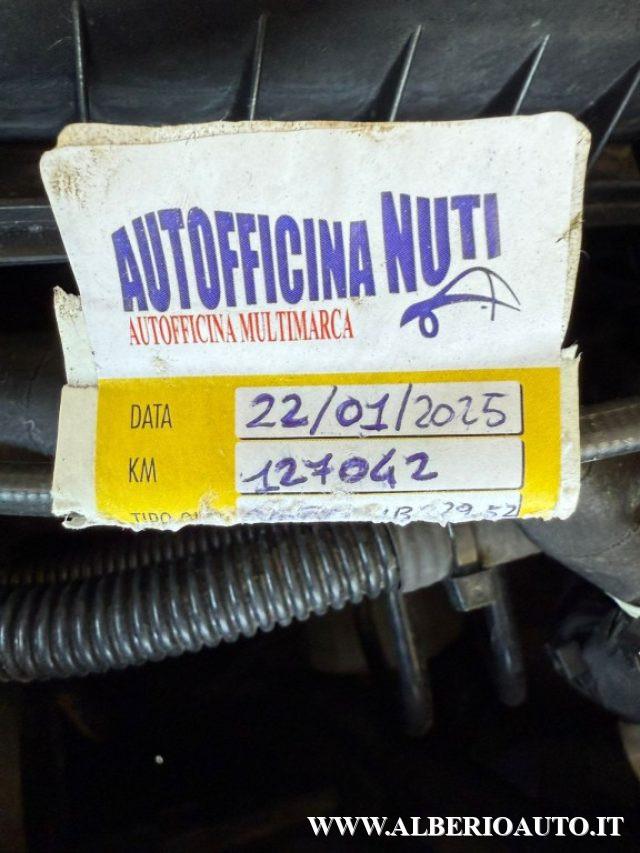 AUTOFFICINA NUTI
AUTOFFICINA MULTIMARCA
DATA 22/01/2025
KM 127042
WWW.ALBERIOAUTO.IT